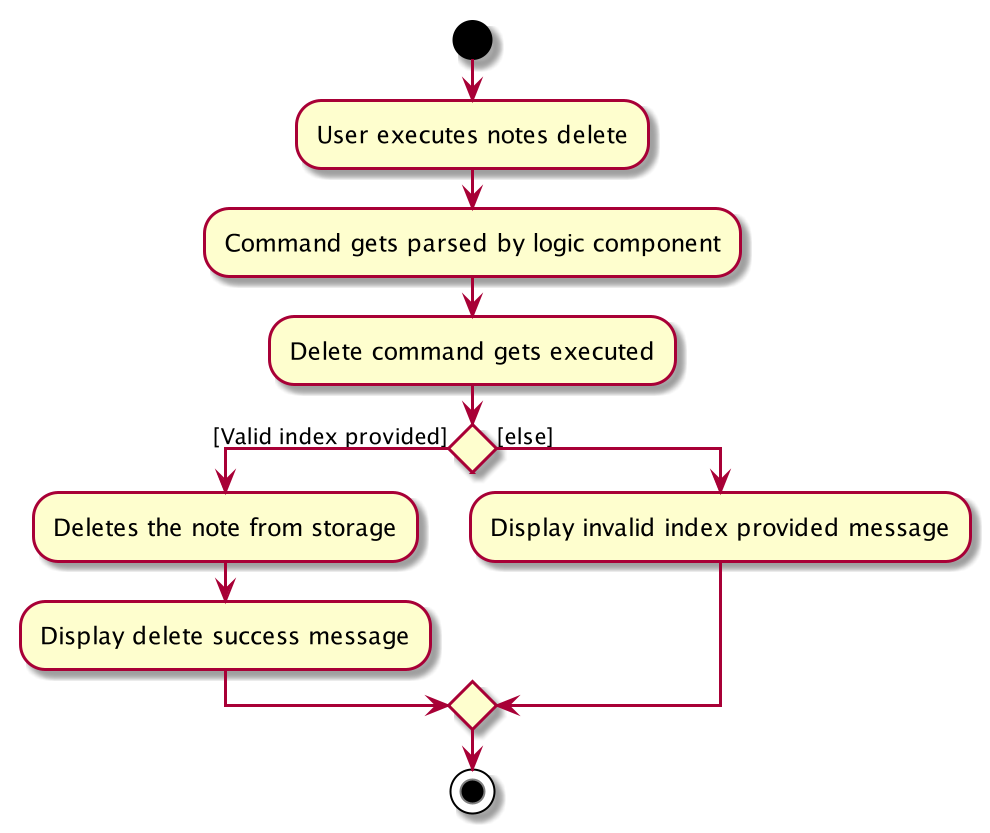 User executes notes delete
Command gets parsed by logic component
Delete command gets executed
[Valid index provided]
[else]
Deletes the note from storage
Display invalid index provided message
Display delete success message